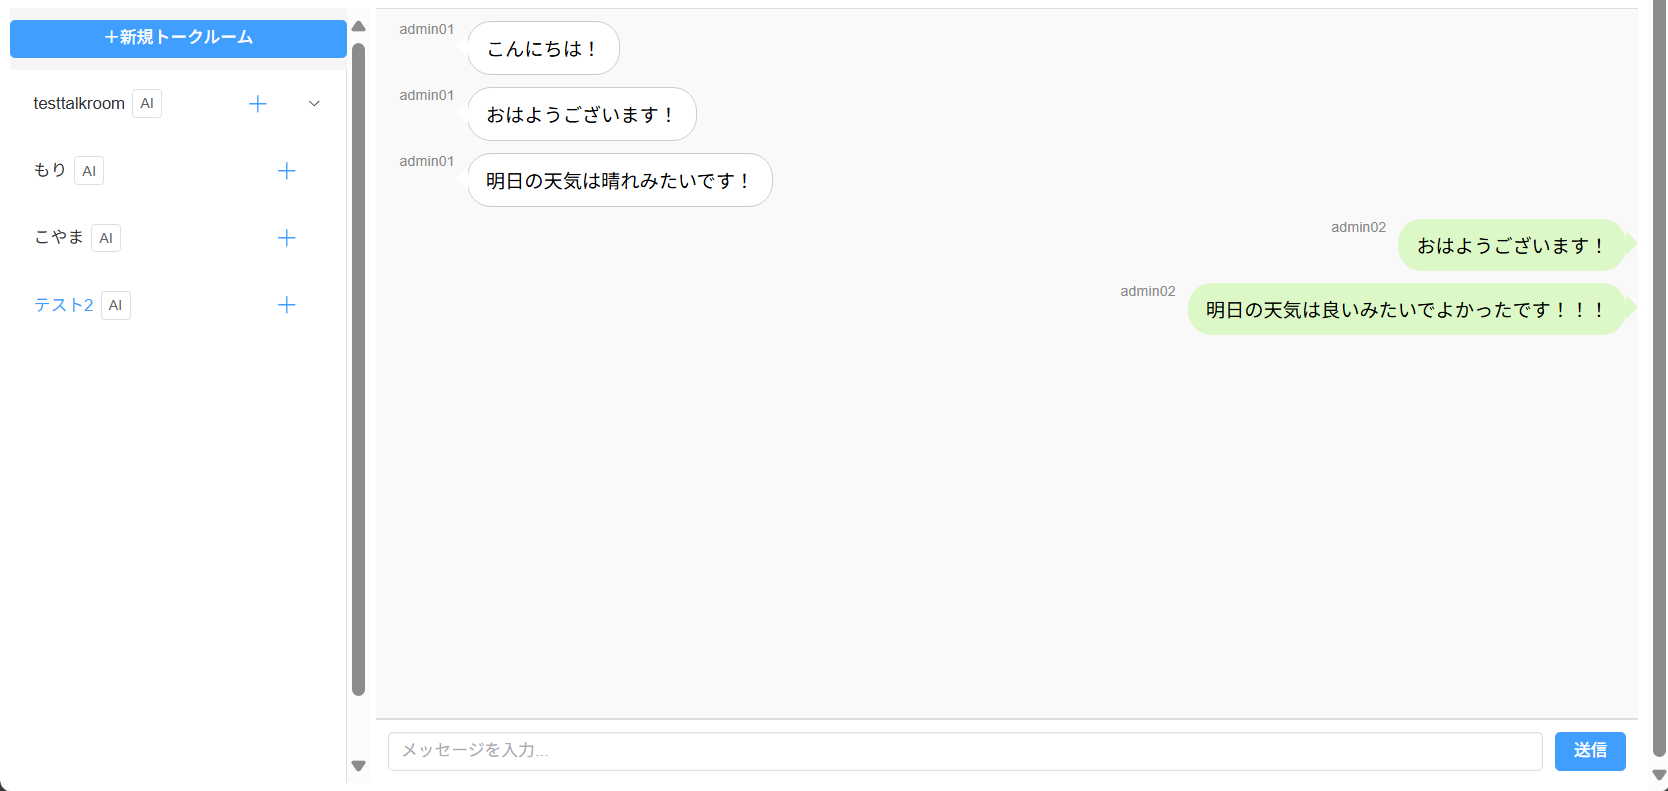 ＋新規トークルーム
testtalkroom AI
もり AI
こやま AI
テスト2 AI
admin01
こんにちは！
admin01
おはようございます！
admin01
明日の天気は晴れみたいです！
admin02
おはようございます！
admin02
明日の天気は良いみたいでよかったです！！！
メッセージを入力...
送信